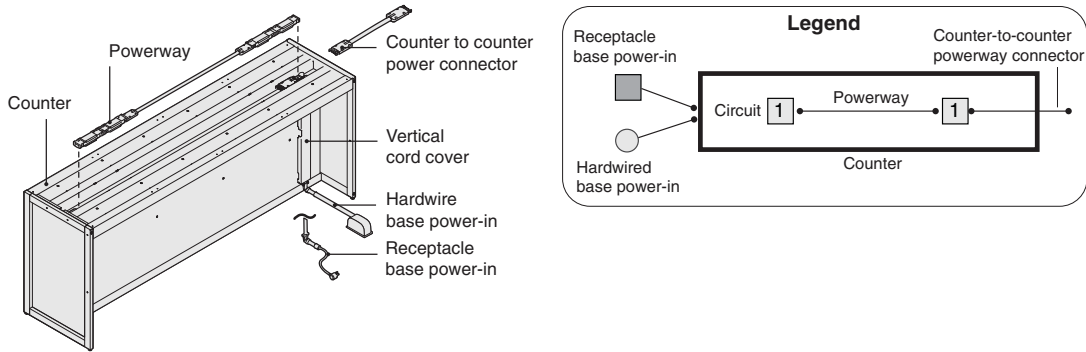 Powerway
Counter to counter
power connector
Counter
Vertical
cord cover
Hardwire
base power-in
Receptacle
base power-in
Legend
Receptacle
base power-in
Counter-to-counter
powerway connector
Circuit 1 Powerway 1
Hardwired
base power-in
Counter